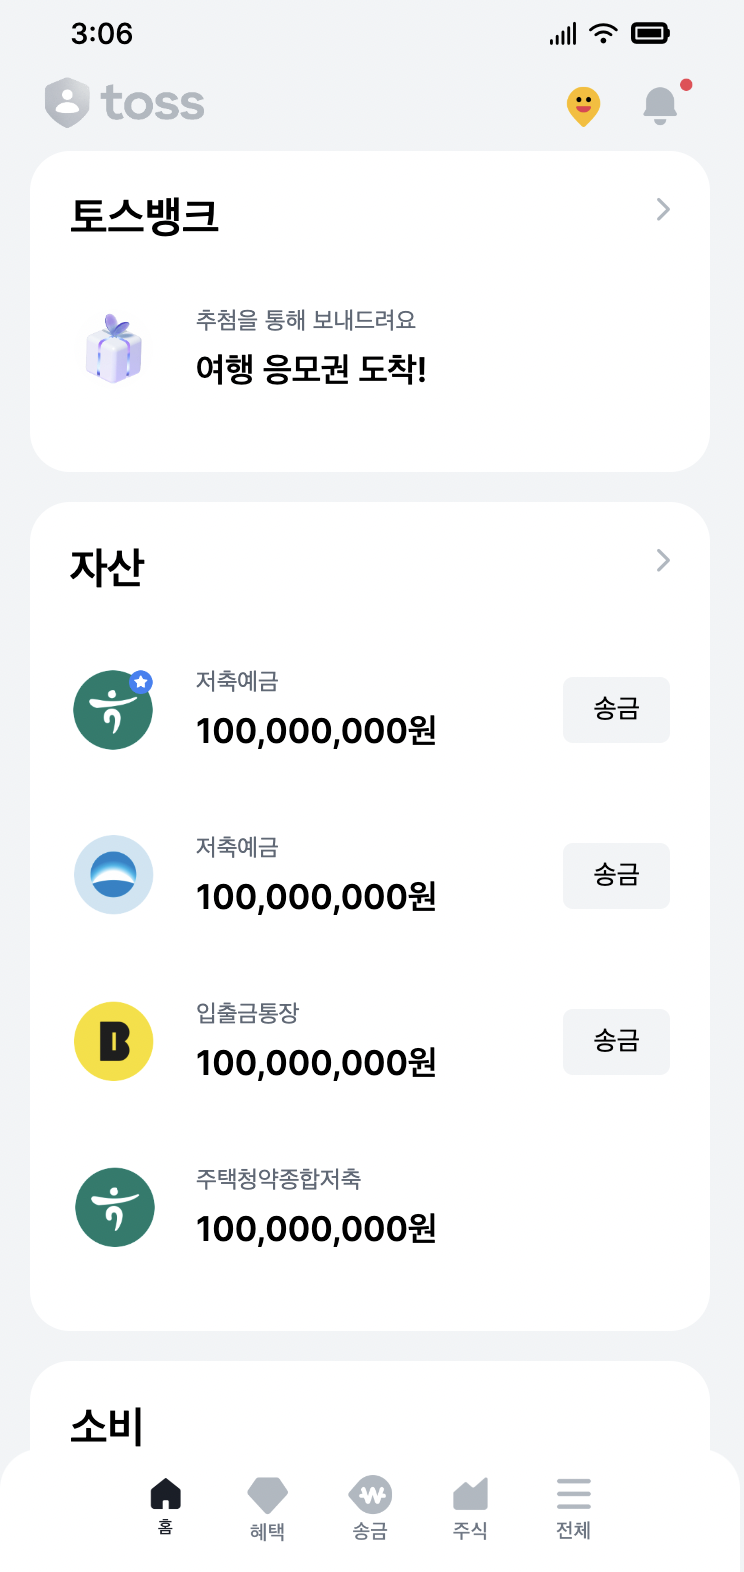 3:06
toss
토스뱅크
추첨을 통해 보내드려요
여행 응모권 도착!
자산
저축예금
100,000,000원
송금
저축예금
100,000,000원
송금
입출금통장
100,000,000원
송금
주택청약종합저축
100,000,000원
소비
홈
혜택
송금
주식
전체